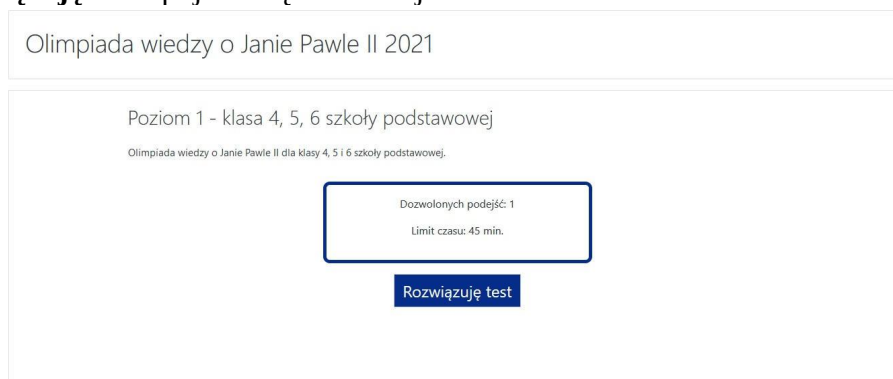 Olimpiada wiedzy o Janie Pawle II 2021
Poziom 1 - klasa 4, 5, 6 szkoły podstawowej
Olimpiada wiedzy o Janie Pawle II dla klasy 4, 5 i 6 szkoły podstawowej.
Dozwolonych podejść: 1
Limit czasu: 45 min.
Rozwiązuję test